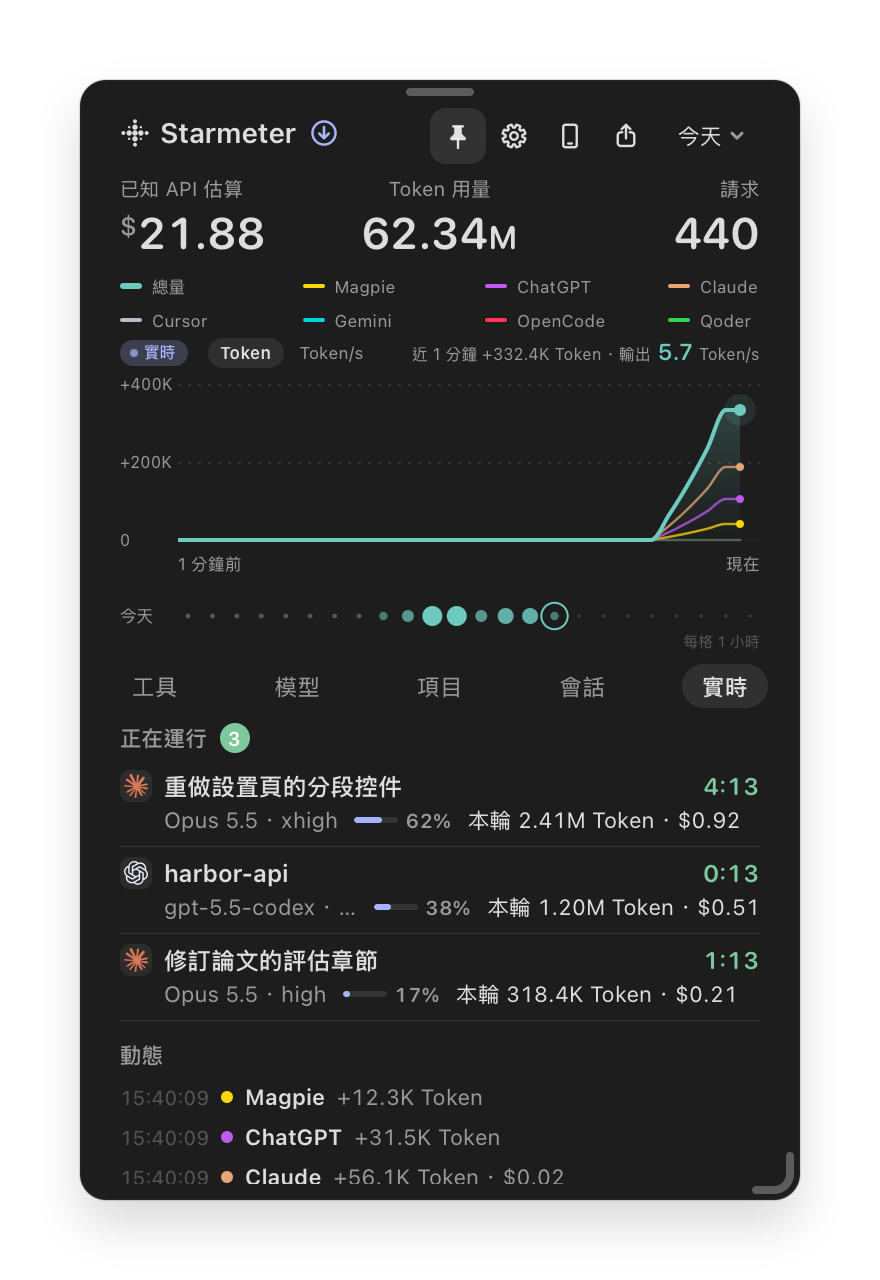 Starmeter 今天
已知 API 估算 Token 用量 請求
$21.88 62.34M 440
總量 Magpie ChatGPT Claude
Cursor Gemini OpenCode Qoder
實時 Token Token/s 近 1 分鐘 +332.4K Token · 輸出 5.7 Token/s
+400K
+200K
0
1 分鐘前 現在
今天
每格 1 小時
工具 模型 項目 會話 實時
正在運行 3
重做設置頁的分段控件 4:13
Opus 5.5 · xhigh 62% 本輪 2.41M Token · $0.92
harbor-api 0:13
gpt-5.5-codex · ... 38% 本輪 1.20M Token · $0.51
修訂論文的評估章節 1:13
Opus 5.5 · high 17% 本輪 318.4K Token · $0.21
動態
15:40:09 Magpie +12.3K Token
15:40:09 ChatGPT +31.5K Token
15:40:09 Claude +56.1K Token · $0.02